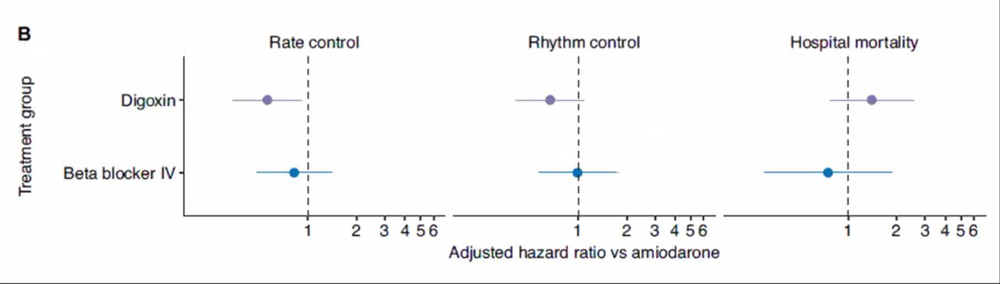 B
Rate control
Rhythm control
Hospital mortality
Treatment group
Digoxin
Beta blocker IV
1 2 3 4 5 6
1 2 3 4 5 6
1 2 3 4 5 6
Adjusted hazard ratio vs amiodarone